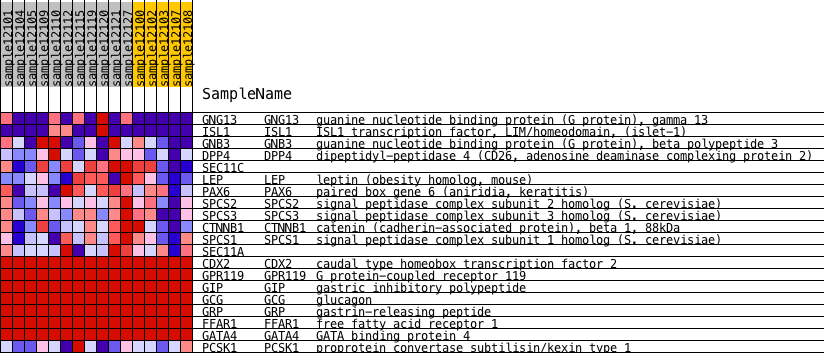 sample12101
sample12104
sample12105
sample12109
sample12110
sample12112
sample12115
sample12119
sample12120
sample12121
sample12127
sample12100
sample12102
sample12103
sample12107
sample12108
SampleName
GNG13 GNG13 guanine nucleotide binding protein (G protein), gamma 13
ISL1 ISL1 ISL1 transcription factor, LIM/homeodomain, (islet-1)
GNB3 GNB3 guanine nucleotide binding protein (G protein), beta polypeptide 3
DPP4 DPP4 dipeptidyl-peptidase 4 (CD26, adenosine deaminase complexing protein 2)
SEC11C
LEP LEP leptin (obesity homolog, mouse)
PAX6 PAX6 paired box gene 6 (aniridia, keratitis)
SPCS2 SPCS2 signal peptidase complex subunit 2 homolog (S. cerevisiae)
SPCS3 SPCS3 signal peptidase complex subunit 3 homolog (S. cerevisiae)
CTNNB1 CTNNB1 catenin (cadherin-associated protein), beta 1, 88kDa
SPCS1 SPCS1 signal peptidase complex subunit 1 homolog (S. cerevisiae)
SEC11A
CDX2 CDX2 caudal type homeobox transcription factor 2
GPR119 GPR119 G protein-coupled receptor 119
GIP GIP gastric inhibitory polypeptide
GCG GCG glucagon
GRP GRP gastrin-releasing peptide
FFAR1 FFAR1 free fatty acid receptor 1
GATA4 GATA4 GATA binding protein 4
PCSK1 PCSK1 proprotein convertase subtilisin/kexin type 1